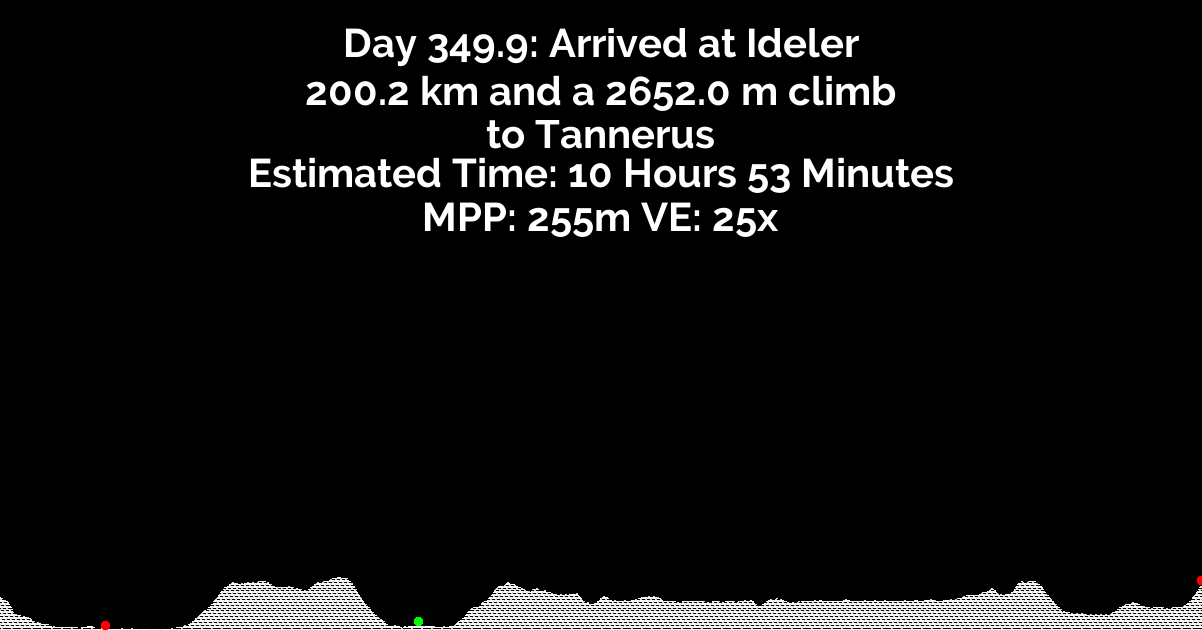 Day 349.9: Arrived at Ideler
200.2 km and a 2652.0 m climb
to Tannerus
Estimated Time: 10 Hours 53 Minutes
MPP: 255m VE: 25x